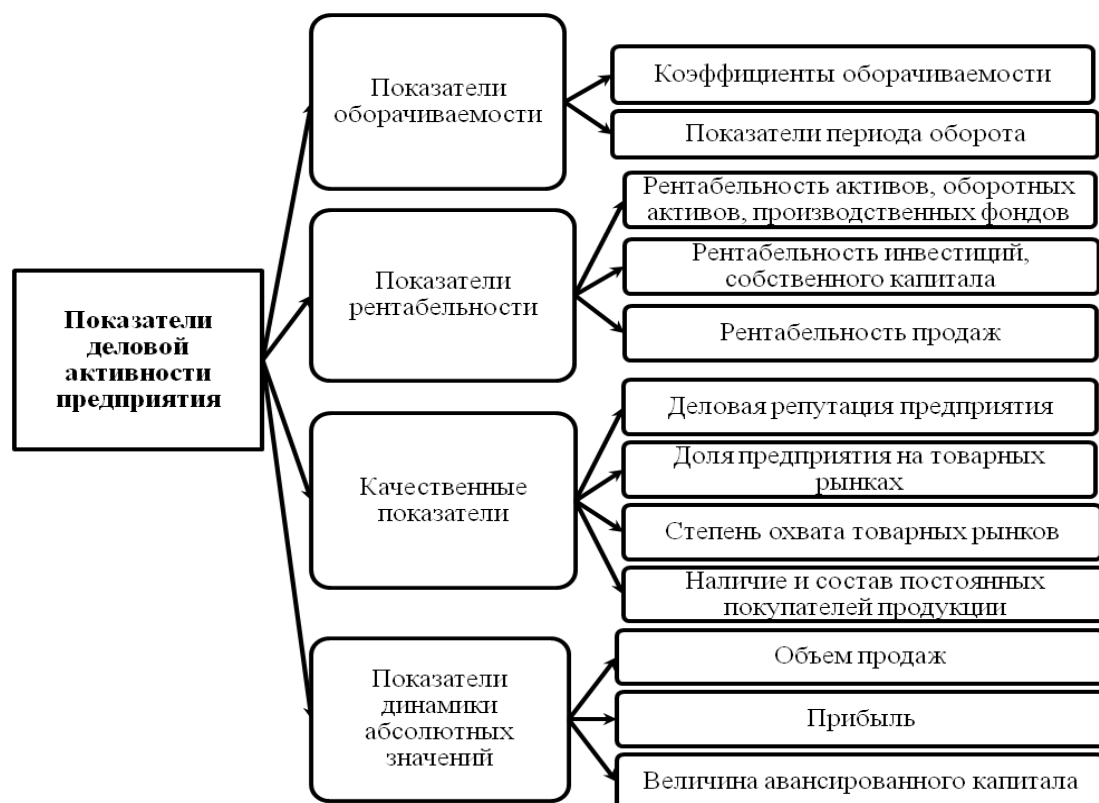 Показатели
деловой
активности
предприятия
Показатели
оборачиваемости
Коэффициенты оборачиваемости
Показатели периода оборота
Показатели
рентабельности
Рентабельность активов, оборотных
активов, производственных фондов
Рентабельность инвестиций,
собственного капитала
Рентабельность продаж
Качественные
показатели
Деловая репутация предприятия
Доля предприятия на товарных
рынках
Степень охвата товарных рынков
Наличие и состав постоянных
покупателей продукции
Показатели
динамики
абсолютных
значений
Объем продаж
Прибыль
Величина авансированного капитала